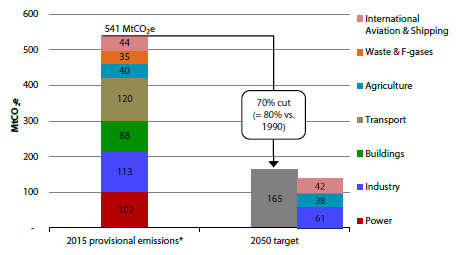 600
500
400
300
200
100
-
MtCO₂e
541 MtCO₂e
44
35
40
120
88
113
102
70% cut
(= 80% vs.
1990)
165
42
38
61
2015 provisional emissions*
2050 target
International
Aviation & Shipping
Waste & F-gases
Agriculture
Transport
Buildings
Industry
Power